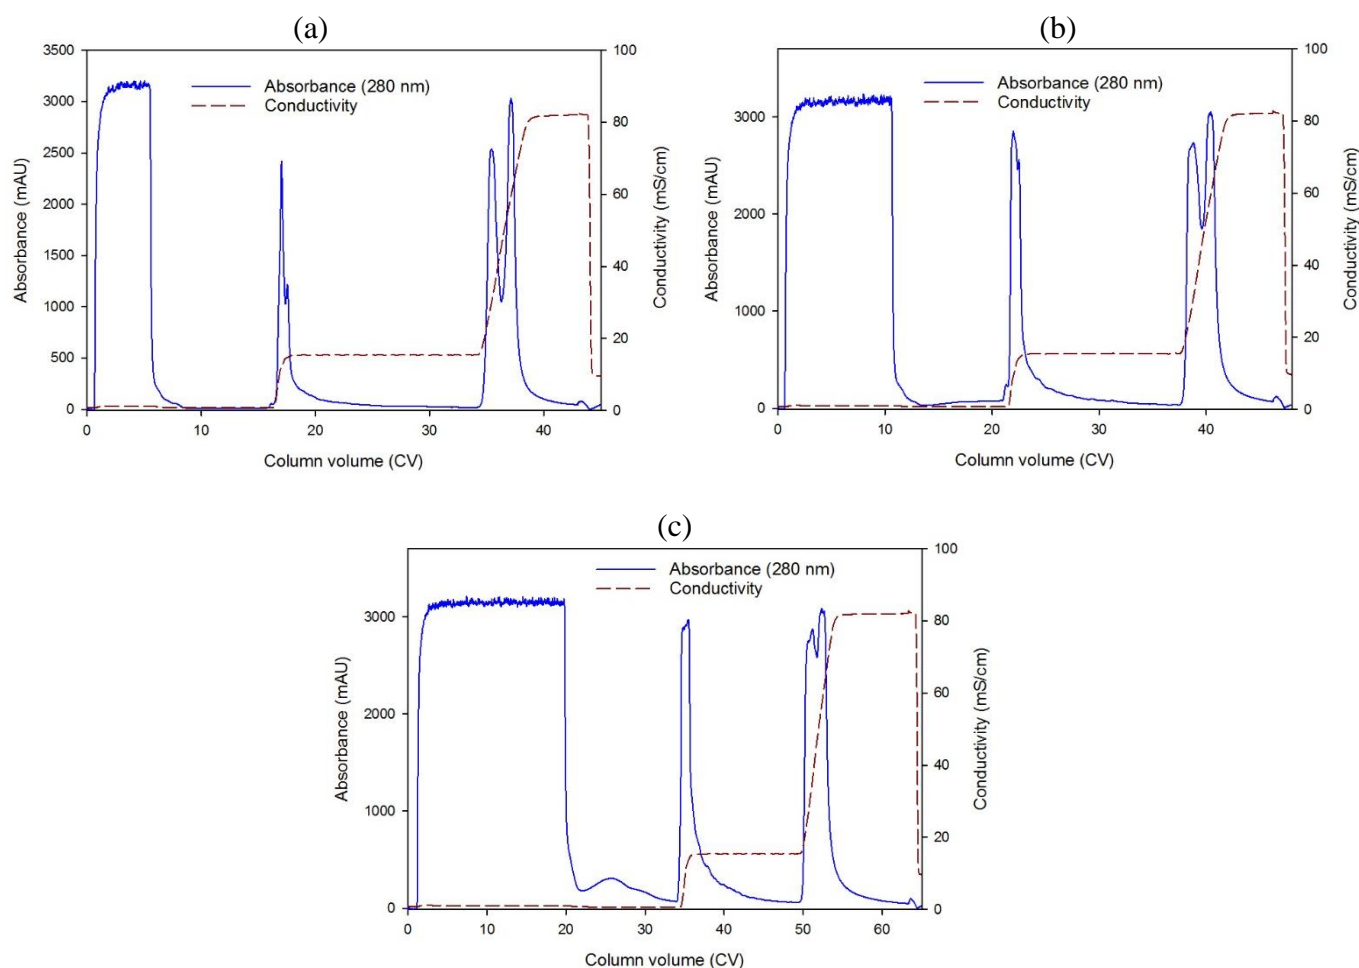 (a)
3500
3000
2500
2000
1500
1000
500
0
Absorbance (mAU)
Absorbance (280 nm)
Conductivity
100
80
60
40
20
0
Conductivity (mS/cm)
0 10 20 30 40
Column volume (CV)
(b)
3000
2000
1000
0
Absorbance (mAU)
Absorbance (280 nm)
Conductivity
100
80
60
40
20
0
Conductivity (mS/cm)
0 10 20 30 40
Column volume (CV)
(c)
3000
2000
1000
0
Absorbance (mAU)
Absorbance (280 nm)
Conductivity
100
80
60
40
20
0
Conductivity (mS/cm)
0 10 20 30 40 50 60
Column volume (CV)